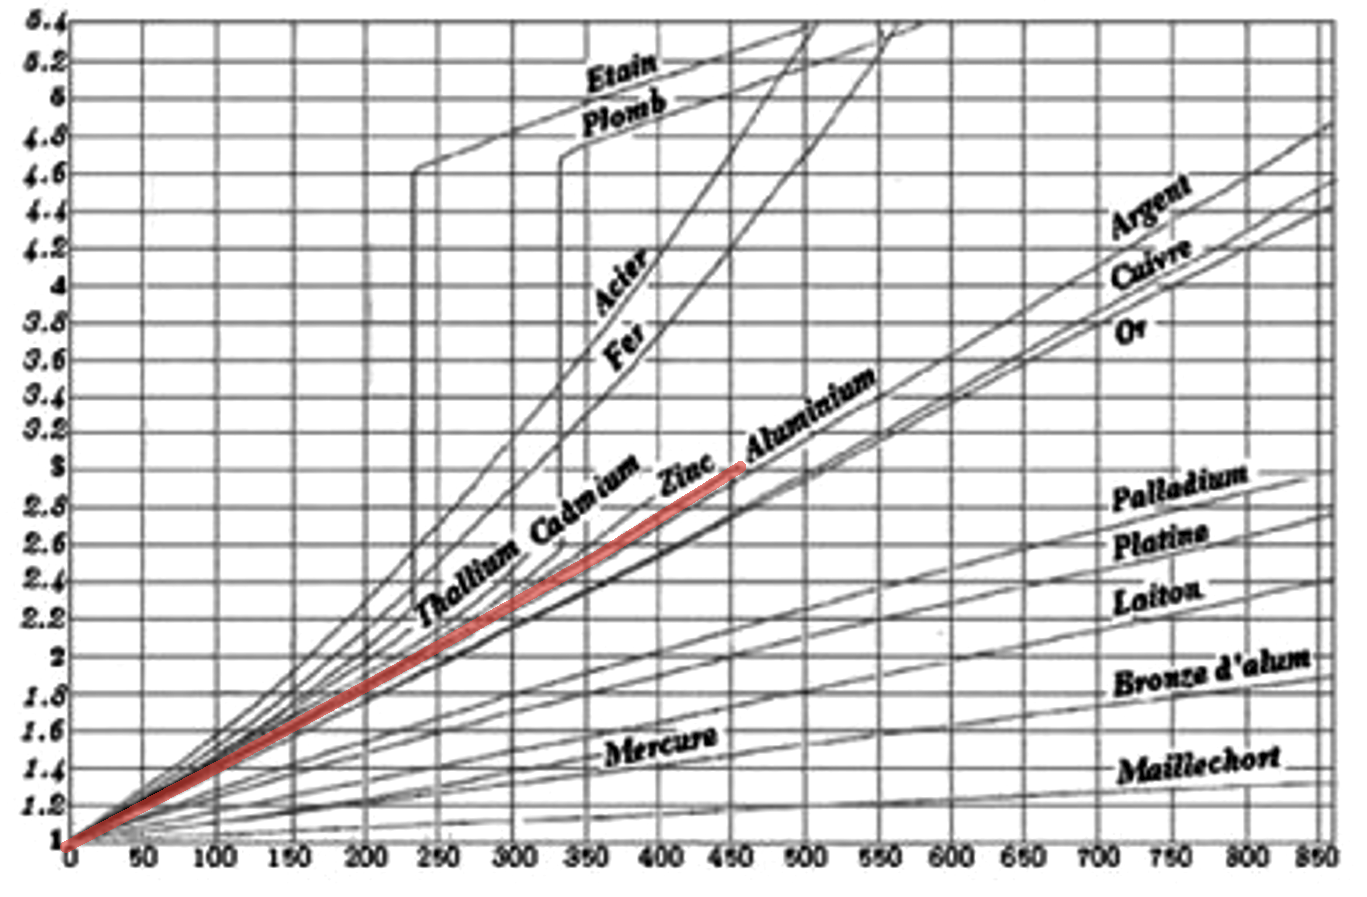 5.4
5.2
5
4.8
4.6
4.4
4.2
4
3.8
3.6
3.4
3.2
3
2.8
2.6
2.4
2.2
2
1.8
1.6
1.4
1.2
1
0 50 100 150 200 250 300 350 400 450 500 550 600 650 700 750 800 850
Etain
Plomb
Acier
Fer
Thallium
Cadmium
Zinc
Aluminium
Argent
Cuivre
Or
Palladium
Platine
Laiton
Bronze d'alum
Mercure
Maillechort